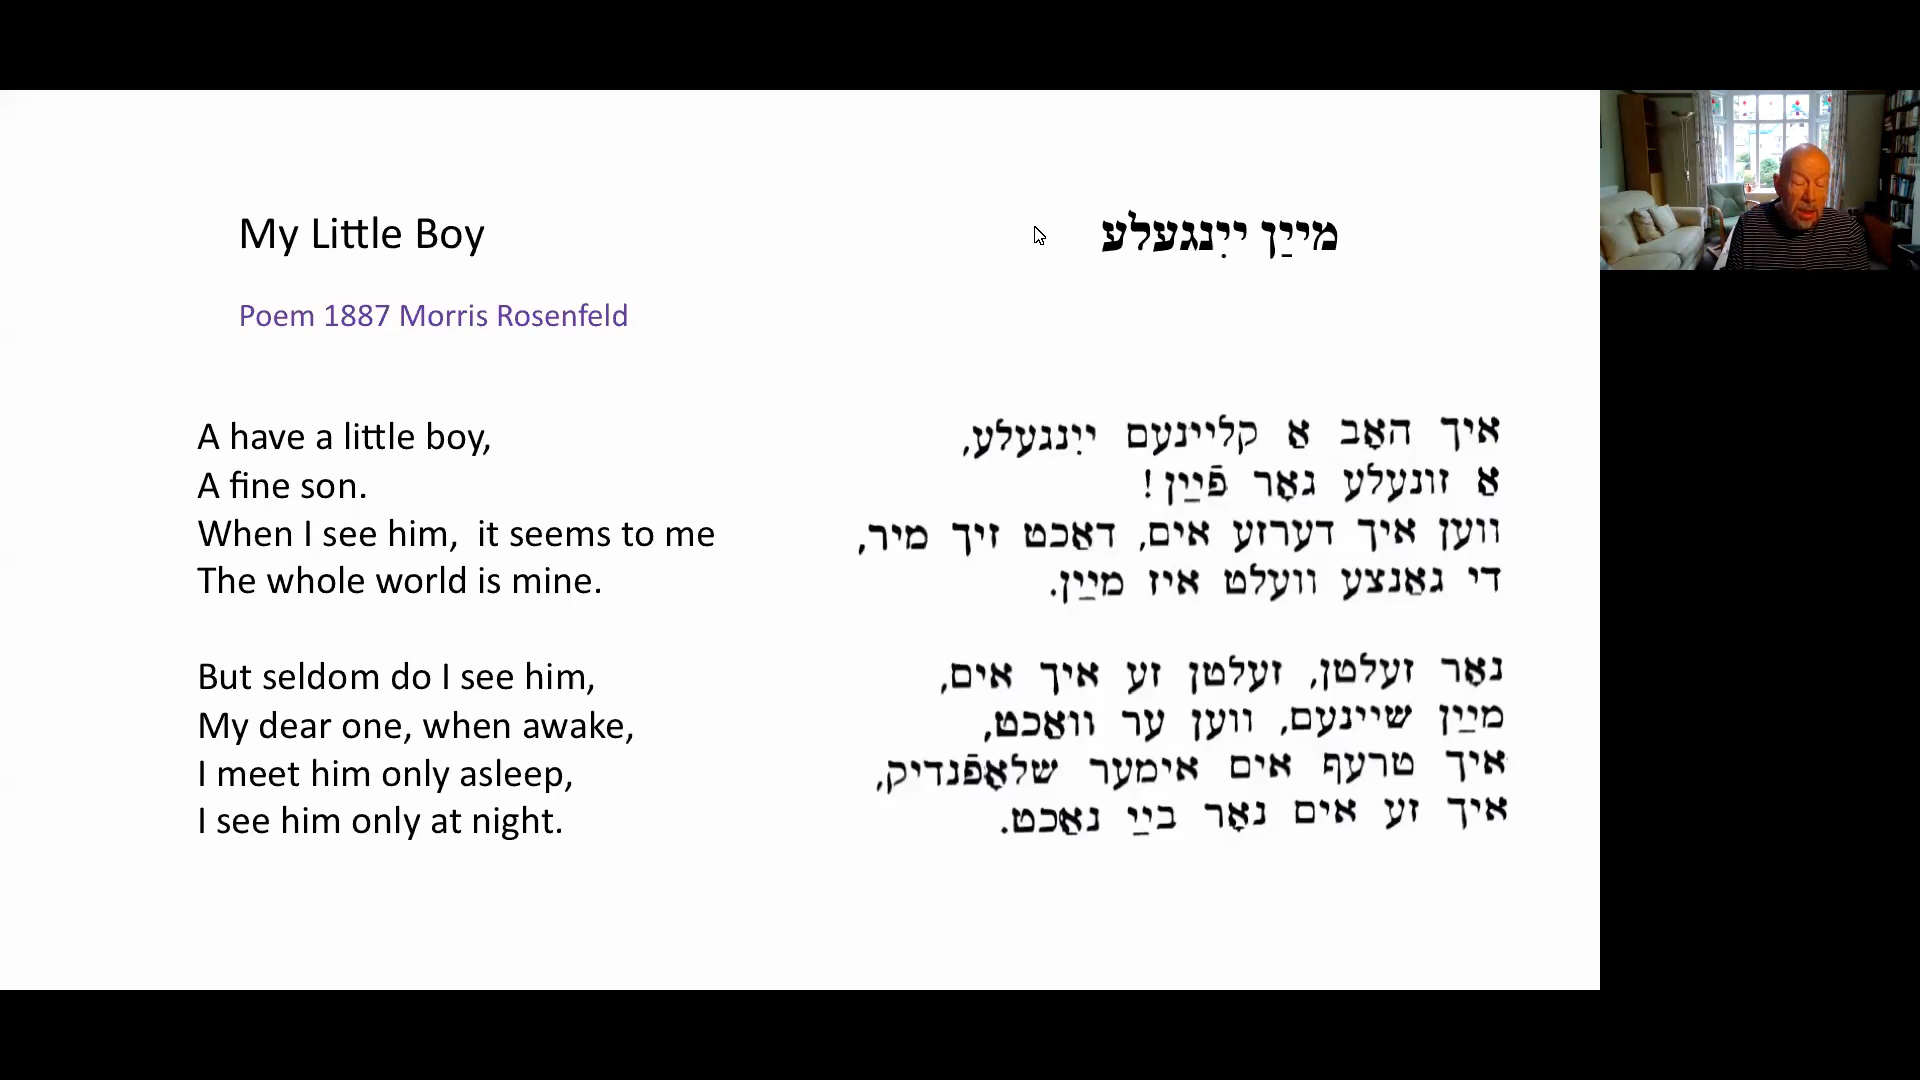 My Little Boy
Poem 1887 Morris Rosenfeld
A have a little boy,
A fine son.
When I see him,  it seems to me
The whole world is mine.
But seldom do I see him,
My dear one, when awake,
I meet him only asleep,
I see him only at night.
מייַן ייִנגעלע
איך האָב אַ קליינעם ייִנגעלע,
אַ זונעלע גאָר פֿייַן!
ווען איך דערזע אים, דאַכט זיך מיר,
די גאַנצע וועלט איז מייַן.
נאָר זעלטן, זעלטן זע איך אים,
מייַן שיינעם, ווען ער וואַכט,
איך טרעף אים אימער שלאָפֿנדיק,
איך זע אים נאָר בייַ נאַכט.